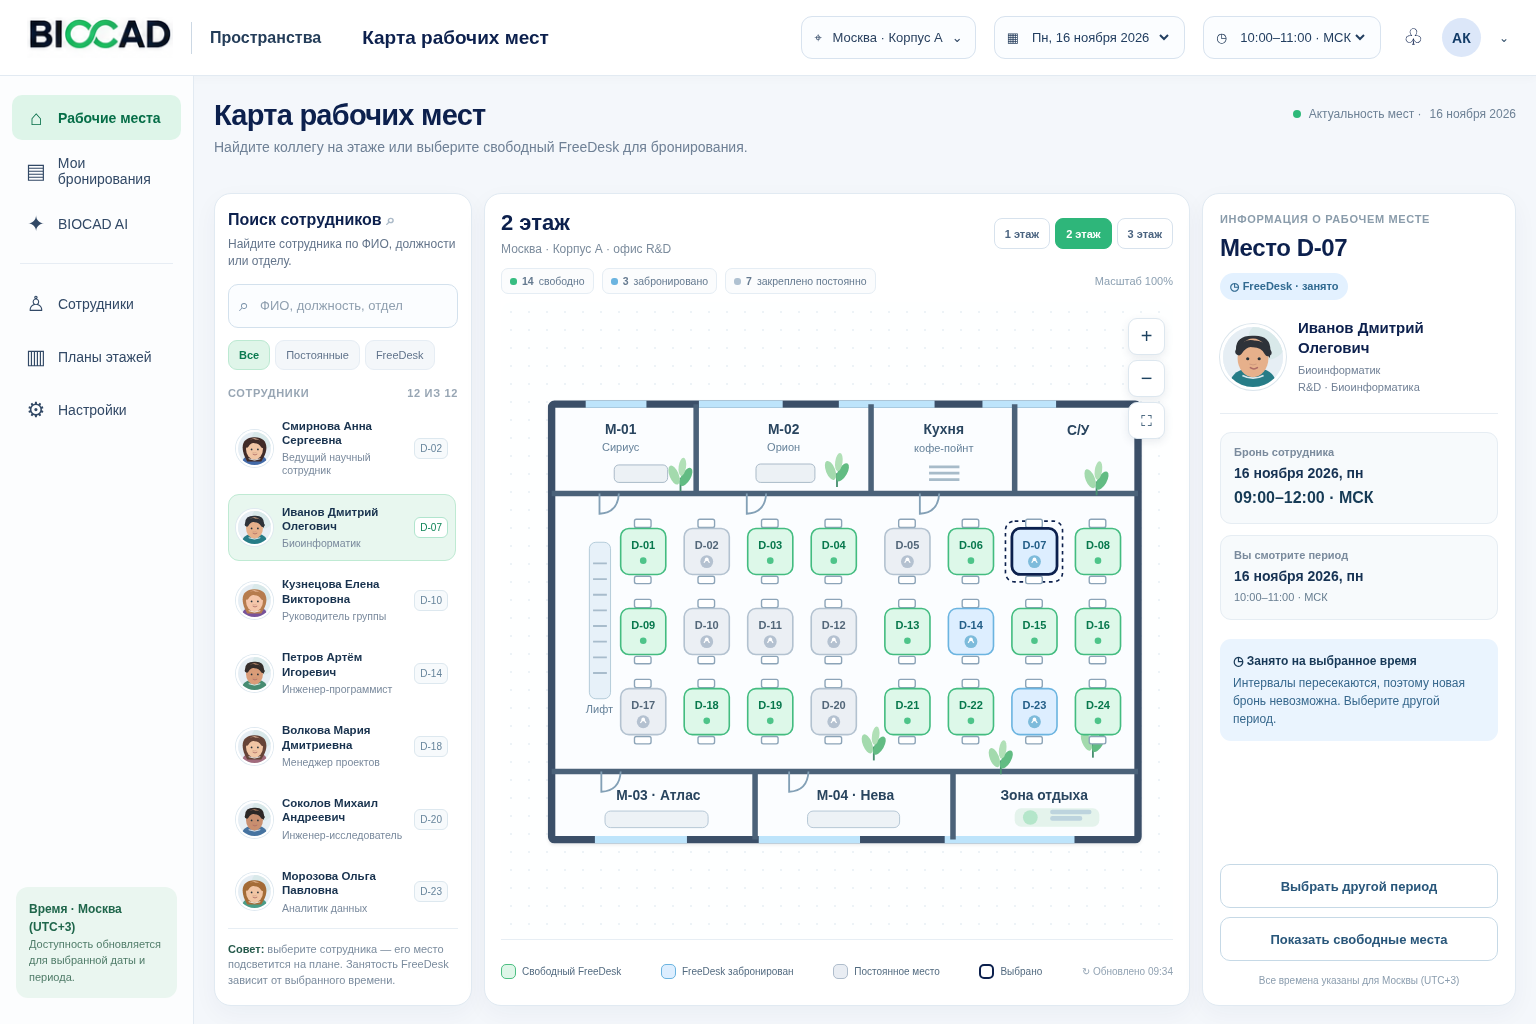 BIOCAD
Пространства
Карта рабочих мест
Москва · Корпус А
Пн, 16 ноября 2026
10:00–11:00 · МСК
АК
Рабочие места
Мои
бронирования
BIOCAD AI
Сотрудники
Планы этажей
Настройки
Время · Москва
(UTC+3)
Доступность обновляется
для выбранной даты и
периода.
Карта рабочих мест
Найдите коллегу на этаже или выберите свободный FreeDesk для бронирования.
Актуальность мест · 16 ноября 2026
Поиск сотрудников
Найдите сотрудника по ФИО, должности
или отделу.
ФИО, должность, отдел
Все
Постоянные
FreeDesk
СОТРУДНИКИ
12 ИЗ 12
Смирнова Анна
Сергеевна
Ведущий научный
сотрудник
D-02
Иванов Дмитрий
Олегович
Биоинформатик
D-07
Кузнецова Елена
Викторовна
Руководитель группы
D-10
Петров Артём
Игоревич
Инженер-программист
D-14
Волкова Мария
Дмитриевна
Менеджер проектов
D-18
Соколов Михаил
Андреевич
Инженер-исследователь
D-20
Морозова Ольга
Павловна
Аналитик данных
D-23
Совет: выберите сотрудника — его место
подсветится на плане. Занятость FreeDesk
зависит от выбранного времени.
2 этаж
Москва · Корпус А · офис R&D
1 этаж
2 этаж
3 этаж
14 свободно
3 забронировано
7 закреплено постоянно
Масштаб 100%
+
−
М-01
Сириус
М-02
Орион
Кухня
кофе-пойнт
С/У
D-01
D-02
D-03
D-04
D-05
D-06
D-07
D-08
D-09
D-10
D-11
D-12
D-13
D-14
D-15
D-16
Лифт
D-17
D-18
D-19
D-20
D-21
D-22
D-23
D-24
М-03 · Атлас
М-04 · Нева
Зона отдыха
Свободный FreeDesk
FreeDesk забронирован
Постоянное место
Выбрано
↻ Обновлено 09:34
ИНФОРМАЦИЯ О РАБОЧЕМ МЕСТЕ
Место D-07
FreeDesk · занято
Иванов Дмитрий
Олегович
Биоинформатик
R&D · Биоинформатика
Бронь сотрудника
16 ноября 2026, пн
09:00–12:00 · МСК
Вы смотрите период
16 ноября 2026, пн
10:00–11:00 · МСК
Занято на выбранное время
Интервалы пересекаются, поэтому новая
бронь невозможна. Выберите другой
период.
Выбрать другой период
Показать свободные места
Все времена указаны для Москвы (UTC+3)